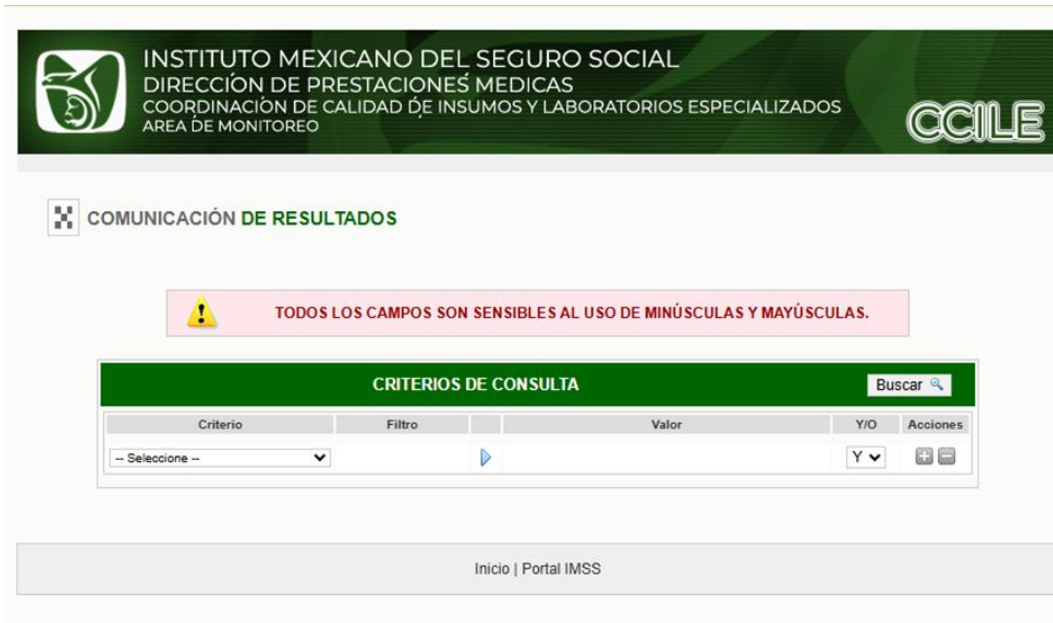 INSTITUTO MEXICANO DEL SEGURO SOCIAL
DIRECCIÓN DE PRESTACIONES MEDICAS
COORDINACIÓN DE CALIDAD DE INSUMOS Y LABORATORIOS ESPECIALIZADOS
AREA DE MONITOREO
CCILE
COMUNICACIÓN DE RESULTADOS
TODOS LOS CAMPOS SON SENSIBLES AL USO DE MINÚSCULAS Y MAYÚSCULAS.
CRITERIOS DE CONSULTA Buscar
Criterio Filtro Valor Y/O Acciones
-- Seleccione -- Y
Inicio | Portal IMSS